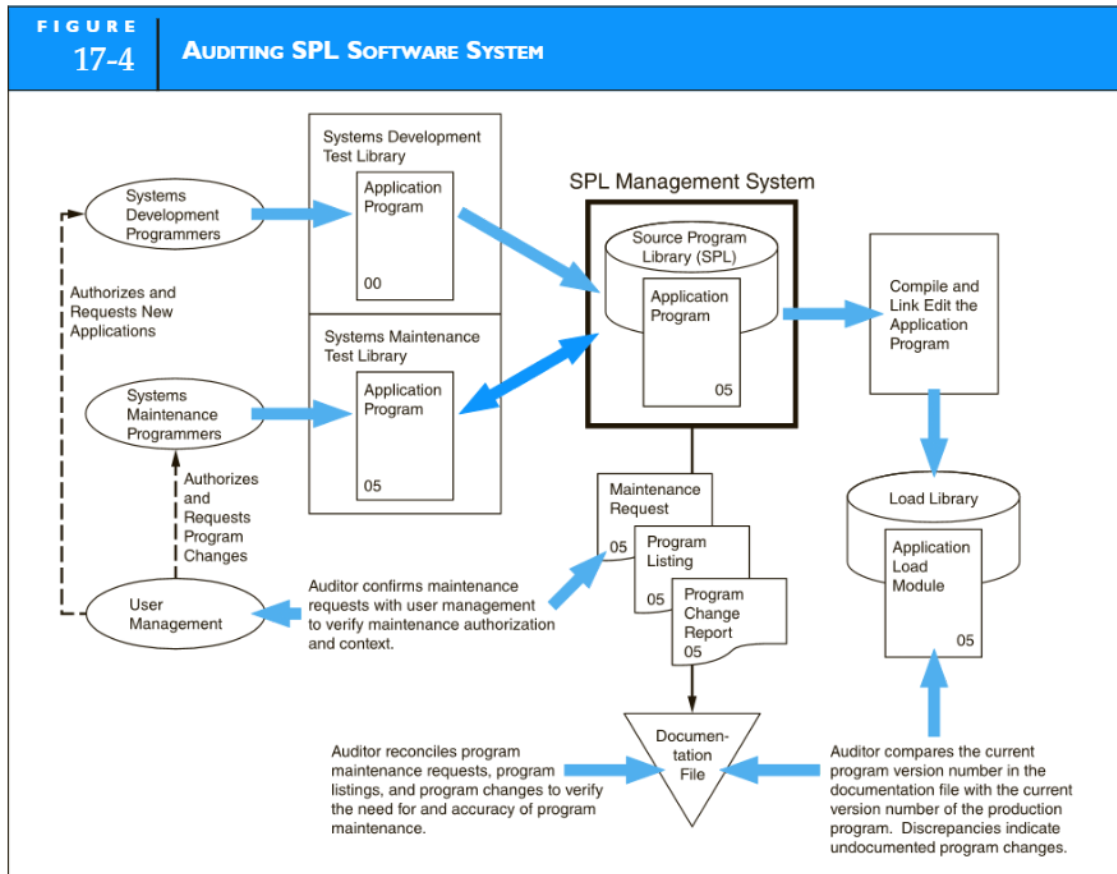 FIGURE
17-4
AUDITING SPL SOFTWARE SYSTEM
Systems Development
Test Library
Application
Program
00
Systems
Development
Programmers
SPL Management System
Source Program
Library (SPL)
Application
Program
05
Compile and
Link Edit the
Application
Program
Authorizes and
Requests New
Applications
Systems Maintenance
Test Library
Application
Program
05
Systems
Maintenance
Programmers
Authorizes
and
Requests
Program
Changes
Maintenance
Request
05
Program
Listing
05
Program
Change
Report
05
Load Library
Application
Load
Module
05
User
Management
Auditor confirms maintenance
requests with user management
to verify maintenance authorization
and context.
Documen-
tation
File
Auditor reconciles program
maintenance requests, program
listings, and program changes to verify
the need for and accuracy of program
maintenance.
Auditor compares the current
program version number in the
documentation file with the current
version number of the production
program. Discrepancies indicate
undocumented program changes.